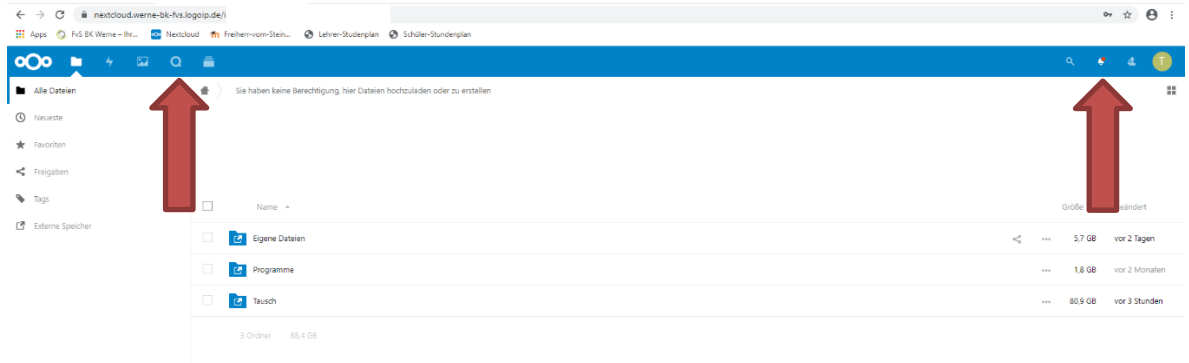 nextcloud.werne-bk-fvs.logoip.de/i
Apps FvS BK Werne – Ihr... Nextcloud Freiherr-vom-Stein... Lehrer-Studenplan Schüler-Stundenplan
T
Alle Dateien
Sie haben keine Berechtigung, hier Dateien hochzuladen oder zu erstellen
Neueste
Favoriten
Freigaben
Tags
Externe Speicher
Name Größe eändert
Eigene Dateien 5,7 GB vor 2 Tagen
Programme 1,8 GB vor 2 Monaten
Tausch 80,9 GB vor 3 Stunden
3 Ordner 88,4 GB